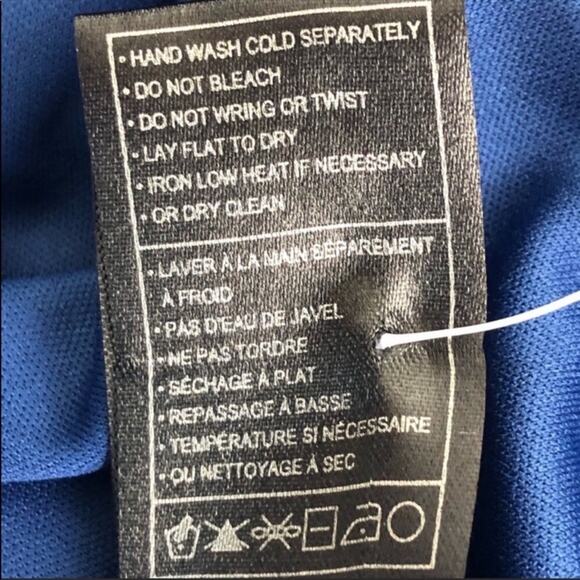 • HAND WASH COLD SEPARATELY
• DO NOT BLEACH
• DO NOT WRING OR TWIST
• LAY FLAT TO DRY
• IRON LOW HEAT IF NECESSARY
• OR DRY CLEAN
• LAVER À LA MAIN SÉPAREMENT
À FROID
• PAS D'EAU DE JAVEL
• NE PAS TORDRE
• SÉCHAGE À PLAT
• REPASSAGE À BASSE
• TEMPÉRATURE SI NÉCESSAIRE
• OU NETTOYAGE À SEC